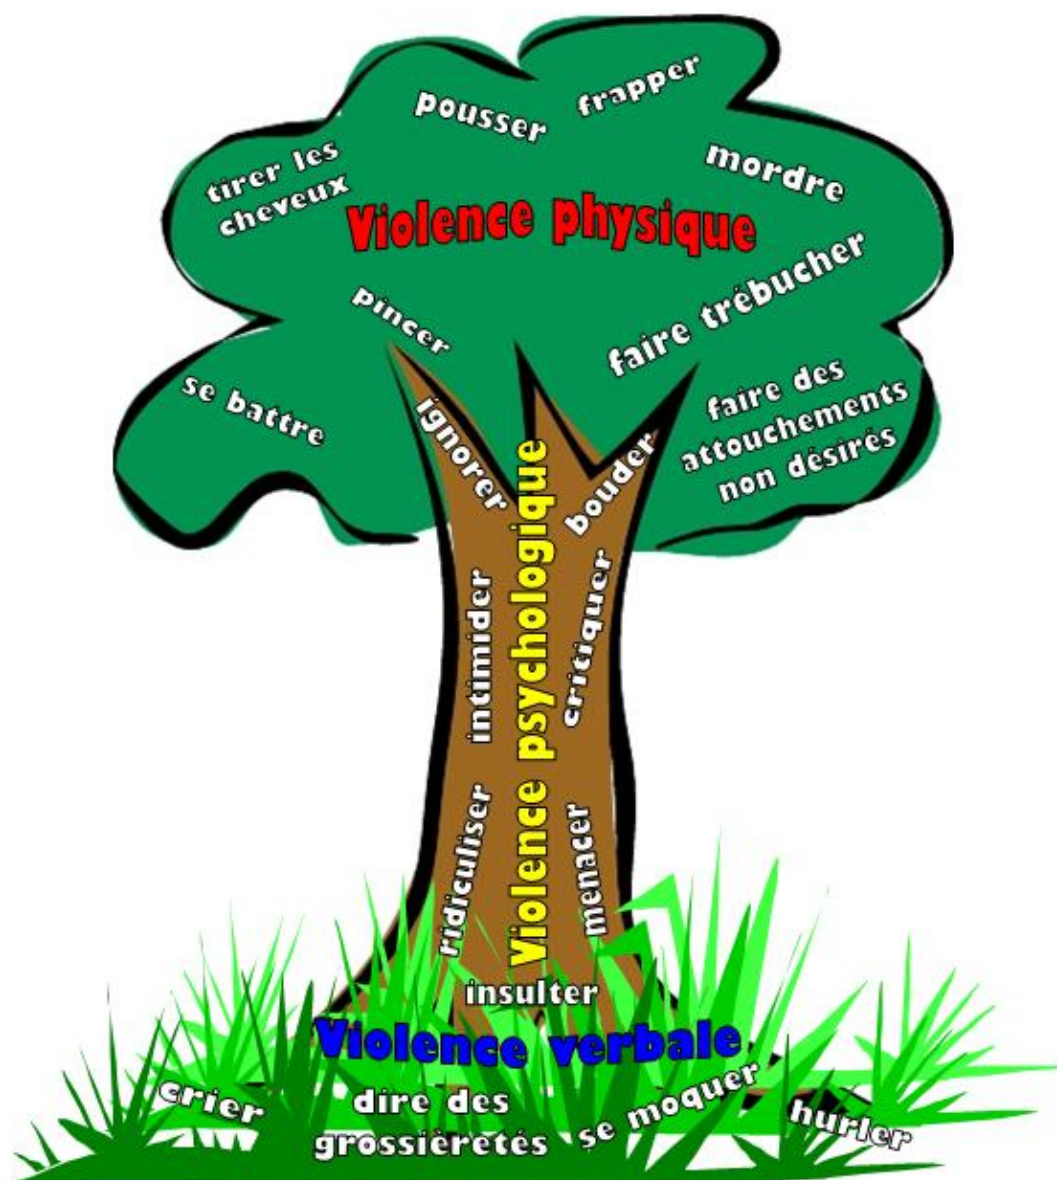 frapper
pousser
mordre
tirer les
cheveux
Violence physique
faire trébucher
pincer
se battre
faire des
attouchements
non désirés
ignorer
bouder
Violence psychologique
intimider
critiquer
ridiculiser
menacer
insulter
Violence verbale
crier
dire des
grossièretés
se moquer
hurler